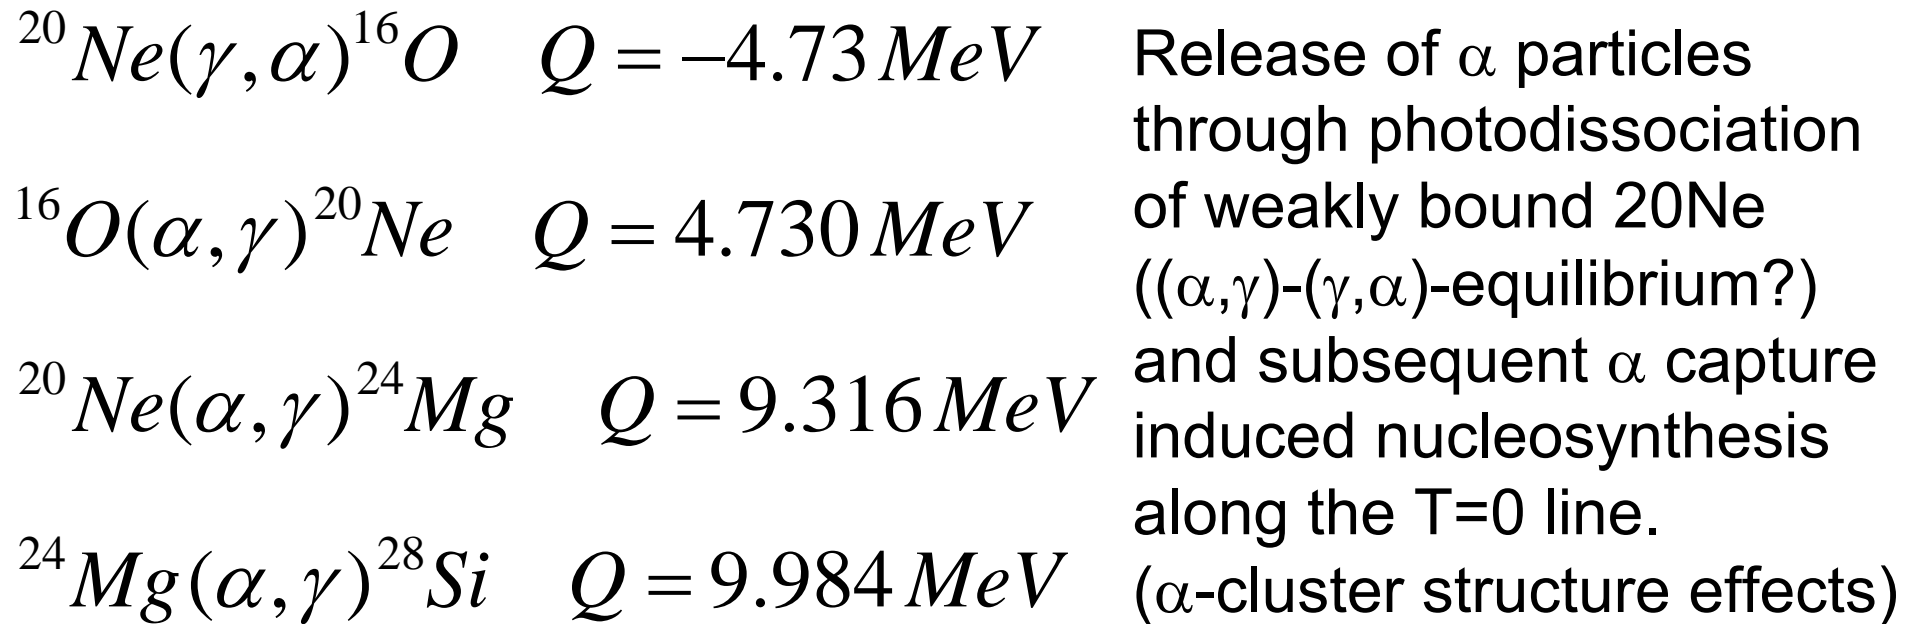 ²⁰Ne(γ,α)¹⁶O Q = −4.73 MeV
¹⁶O(α,γ)²⁰Ne Q = 4.730 MeV
²⁰Ne(α,γ)²⁴Mg Q = 9.316 MeV
²⁴Mg(α,γ)²⁸Si Q = 9.984 MeV
Release of α particles
through photodissociation
of weakly bound 20Ne
((α,γ)-(γ,α)-equilibrium?)
and subsequent α capture
induced nucleosynthesis
along the T=0 line.
(α-cluster structure effects)